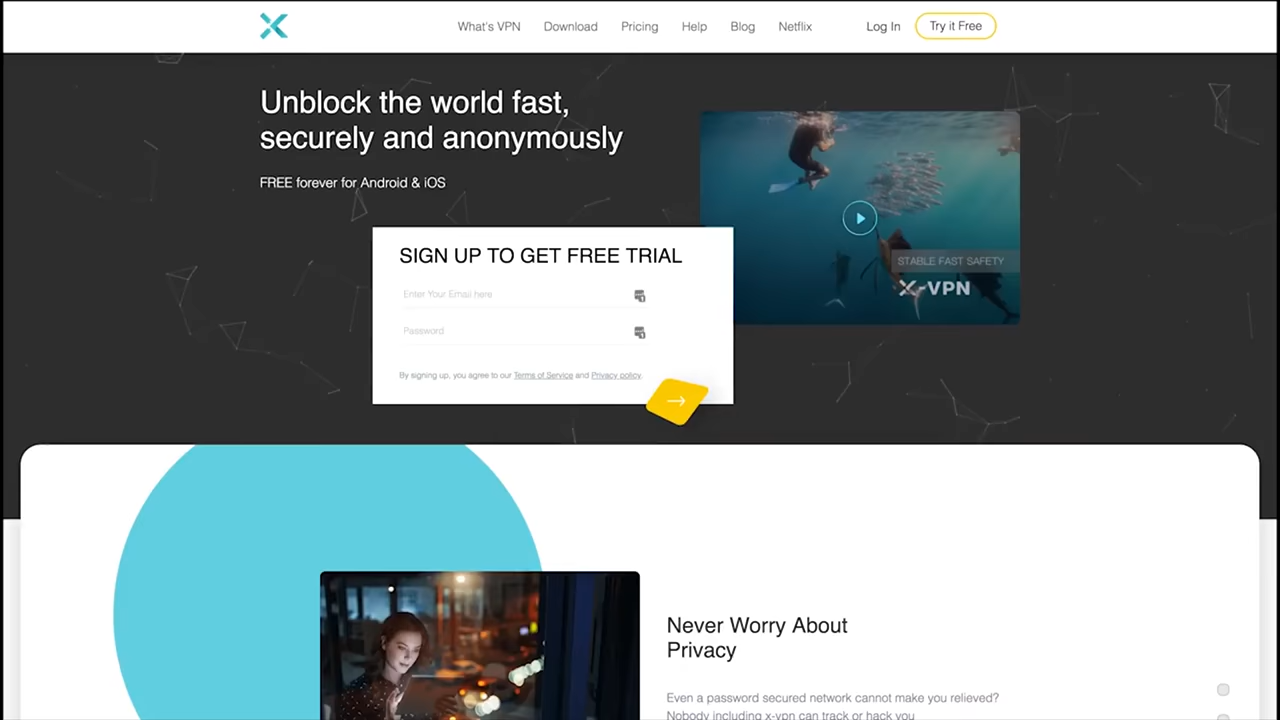 What's VPN
Download
Pricing
Help
Blog
Netflix
Log In
Try it Free
Unblock the world fast,
securely and anonymously
FREE forever for Android & iOS
SIGN UP TO GET FREE TRIAL
Enter Your Email here
Password
By signing up, you agree to our Terms of Service and Privacy policy.
STABLE FAST SAFETY
X-VPN
Never Worry About
Privacy
Even a password secured network cannot make you relieved?
Nobody including x-vpn can track or hack you